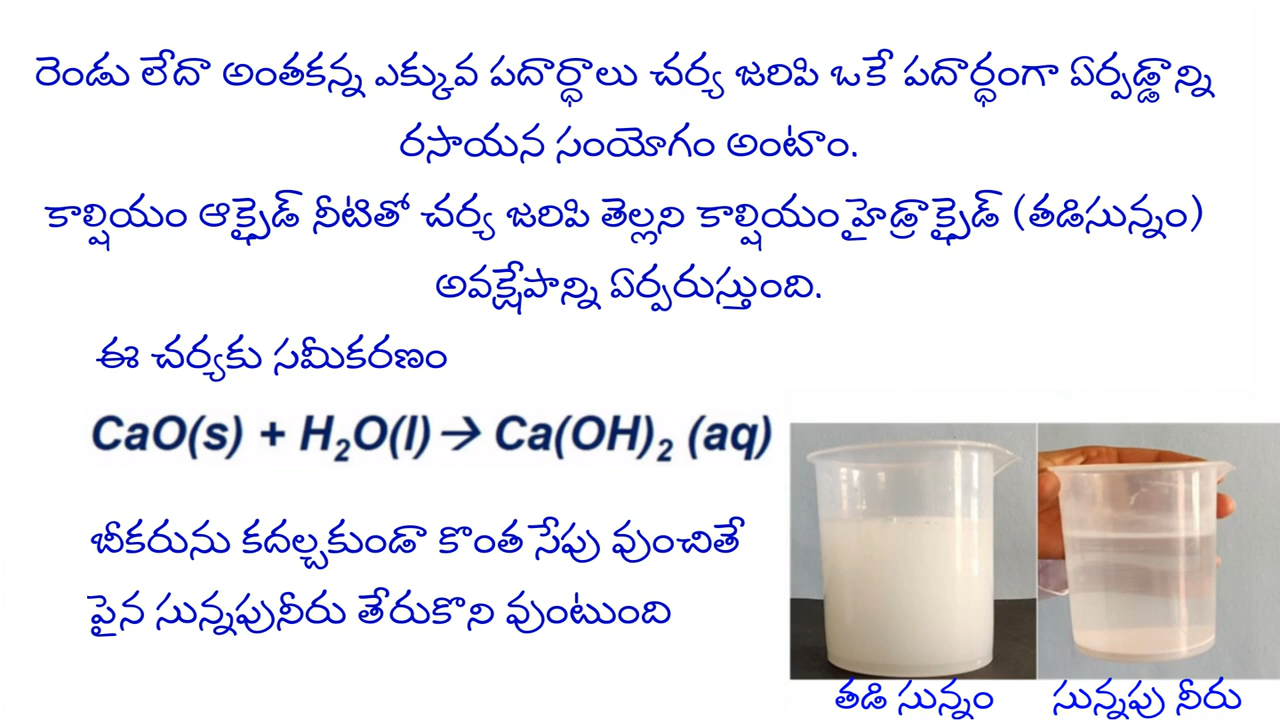 రెండు లేదా అంతకన్న ఎక్కువ పదార్ధాలు చర్య జరిపి ఒకే పదార్ధంగా ఏర్పడ్డాన్ని
రసాయన సంయోగం అంటాం.
కాల్షియం ఆక్సైడ్ నీటితో చర్య జరిపి తెల్లని కాల్షియంహైడ్రాక్సైడ్ (తడిసున్నం)
అవక్షేపాన్ని ఏర్పరుస్తుంది.
ఈ చర్యకు సమీకరణం
CaO(s) + H₂O(l)→ Ca(OH)₂ (aq)
బీకరును కదల్చకుండా కొంత సేపు వుంచితే
పైన సున్నపునీరు తేరుకొని వుంటుంది
తడి సున్నం
సున్నపు నీరు